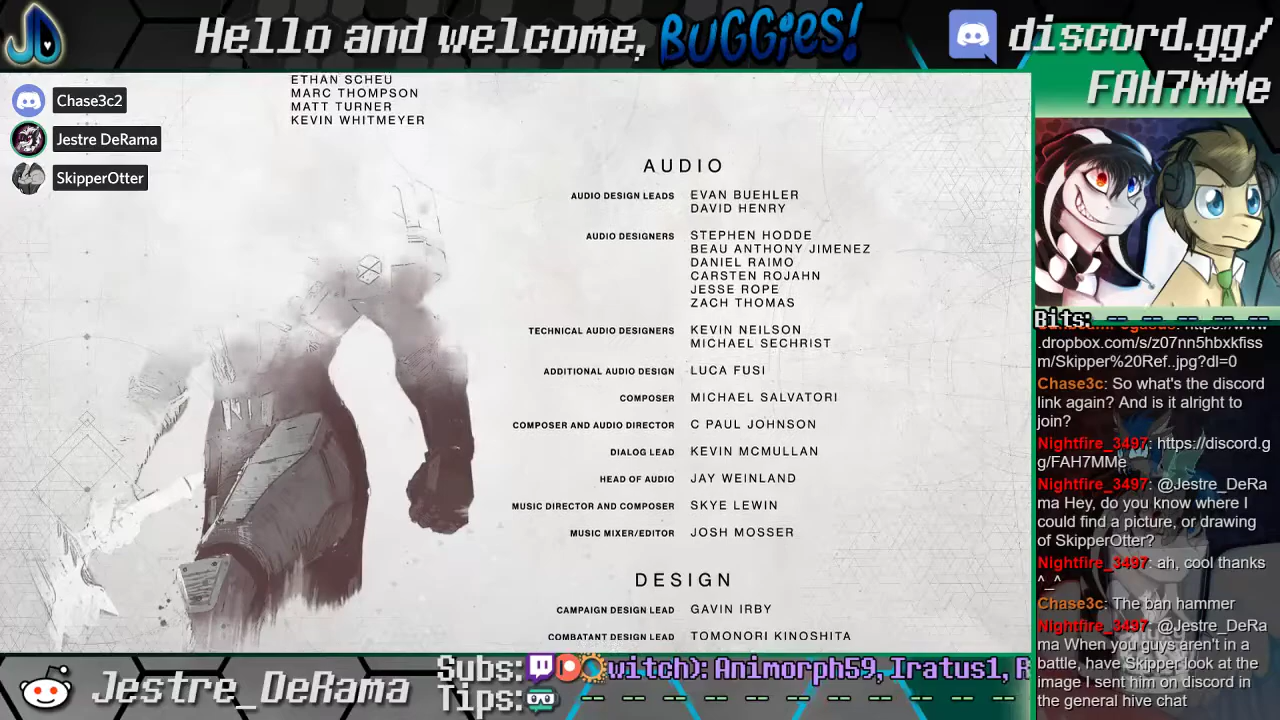 Hello and welcome, BUGGiES!
discord.gg/
FAH7MMe
Chase3c2
Jestre DeRama
SkipperOtter
ETHAN SCHEU
MARC THOMPSON
MATT TURNER
KEVIN WHITMEYER
AUDIO
AUDIO DESIGN LEADS EVAN BUEHLER
DAVID HENRY
AUDIO DESIGNERS STEPHEN HODDE
BEAU ANTHONY JIMENEZ
DANIEL RAIMO
CARSTEN ROJAHN
JESSE ROPE
ZACH THOMAS
TECHNICAL AUDIO DESIGNERS KEVIN NEILSON
MICHAEL SECHRIST
ADDITIONAL AUDIO DESIGN LUCA FUSI
COMPOSER MICHAEL SALVATORI
COMPOSER AND AUDIO DIRECTOR C PAUL JOHNSON
DIALOG LEAD KEVIN MCMULLAN
HEAD OF AUDIO JAY WEINLAND
MUSIC DIRECTOR AND COMPOSER SKYE LEWIN
MUSIC MIXER/EDITOR JOSH MOSSER
DESIGN
CAMPAIGN DESIGN LEAD GAVIN IRBY
COMBATANT DESIGN LEAD TOMONORI KINOSHITA
Bits: -- -- -- -- --
https://www
.dropbox.com/s/z07nn5hbxkfiss
m/Skipper%20Ref..jpg?dl=0
Chase3c: So what's the discord
link again? And is it alright to
join?
Nightfire_3497: https://discord.g
g/FAH7MMe
Nightfire_3497: @Jestre_DeRa
ma Hey, do you know where I
could find a picture, or drawing
of SkipperOtter?
Nightfire_3497: ah, cool thanks
^_^
Chase3c: The ban hammer
Nightfire_3497: @Jestre_DeRa
ma When you guys aren't in a
battle, have Skipper look at the
image I sent him on discord in
the general hive chat
Jestre_DeRama
Subs: witch): Animorph59, Iratus1, R
Tips: -- -- -- -- -- -- -- -- -- --